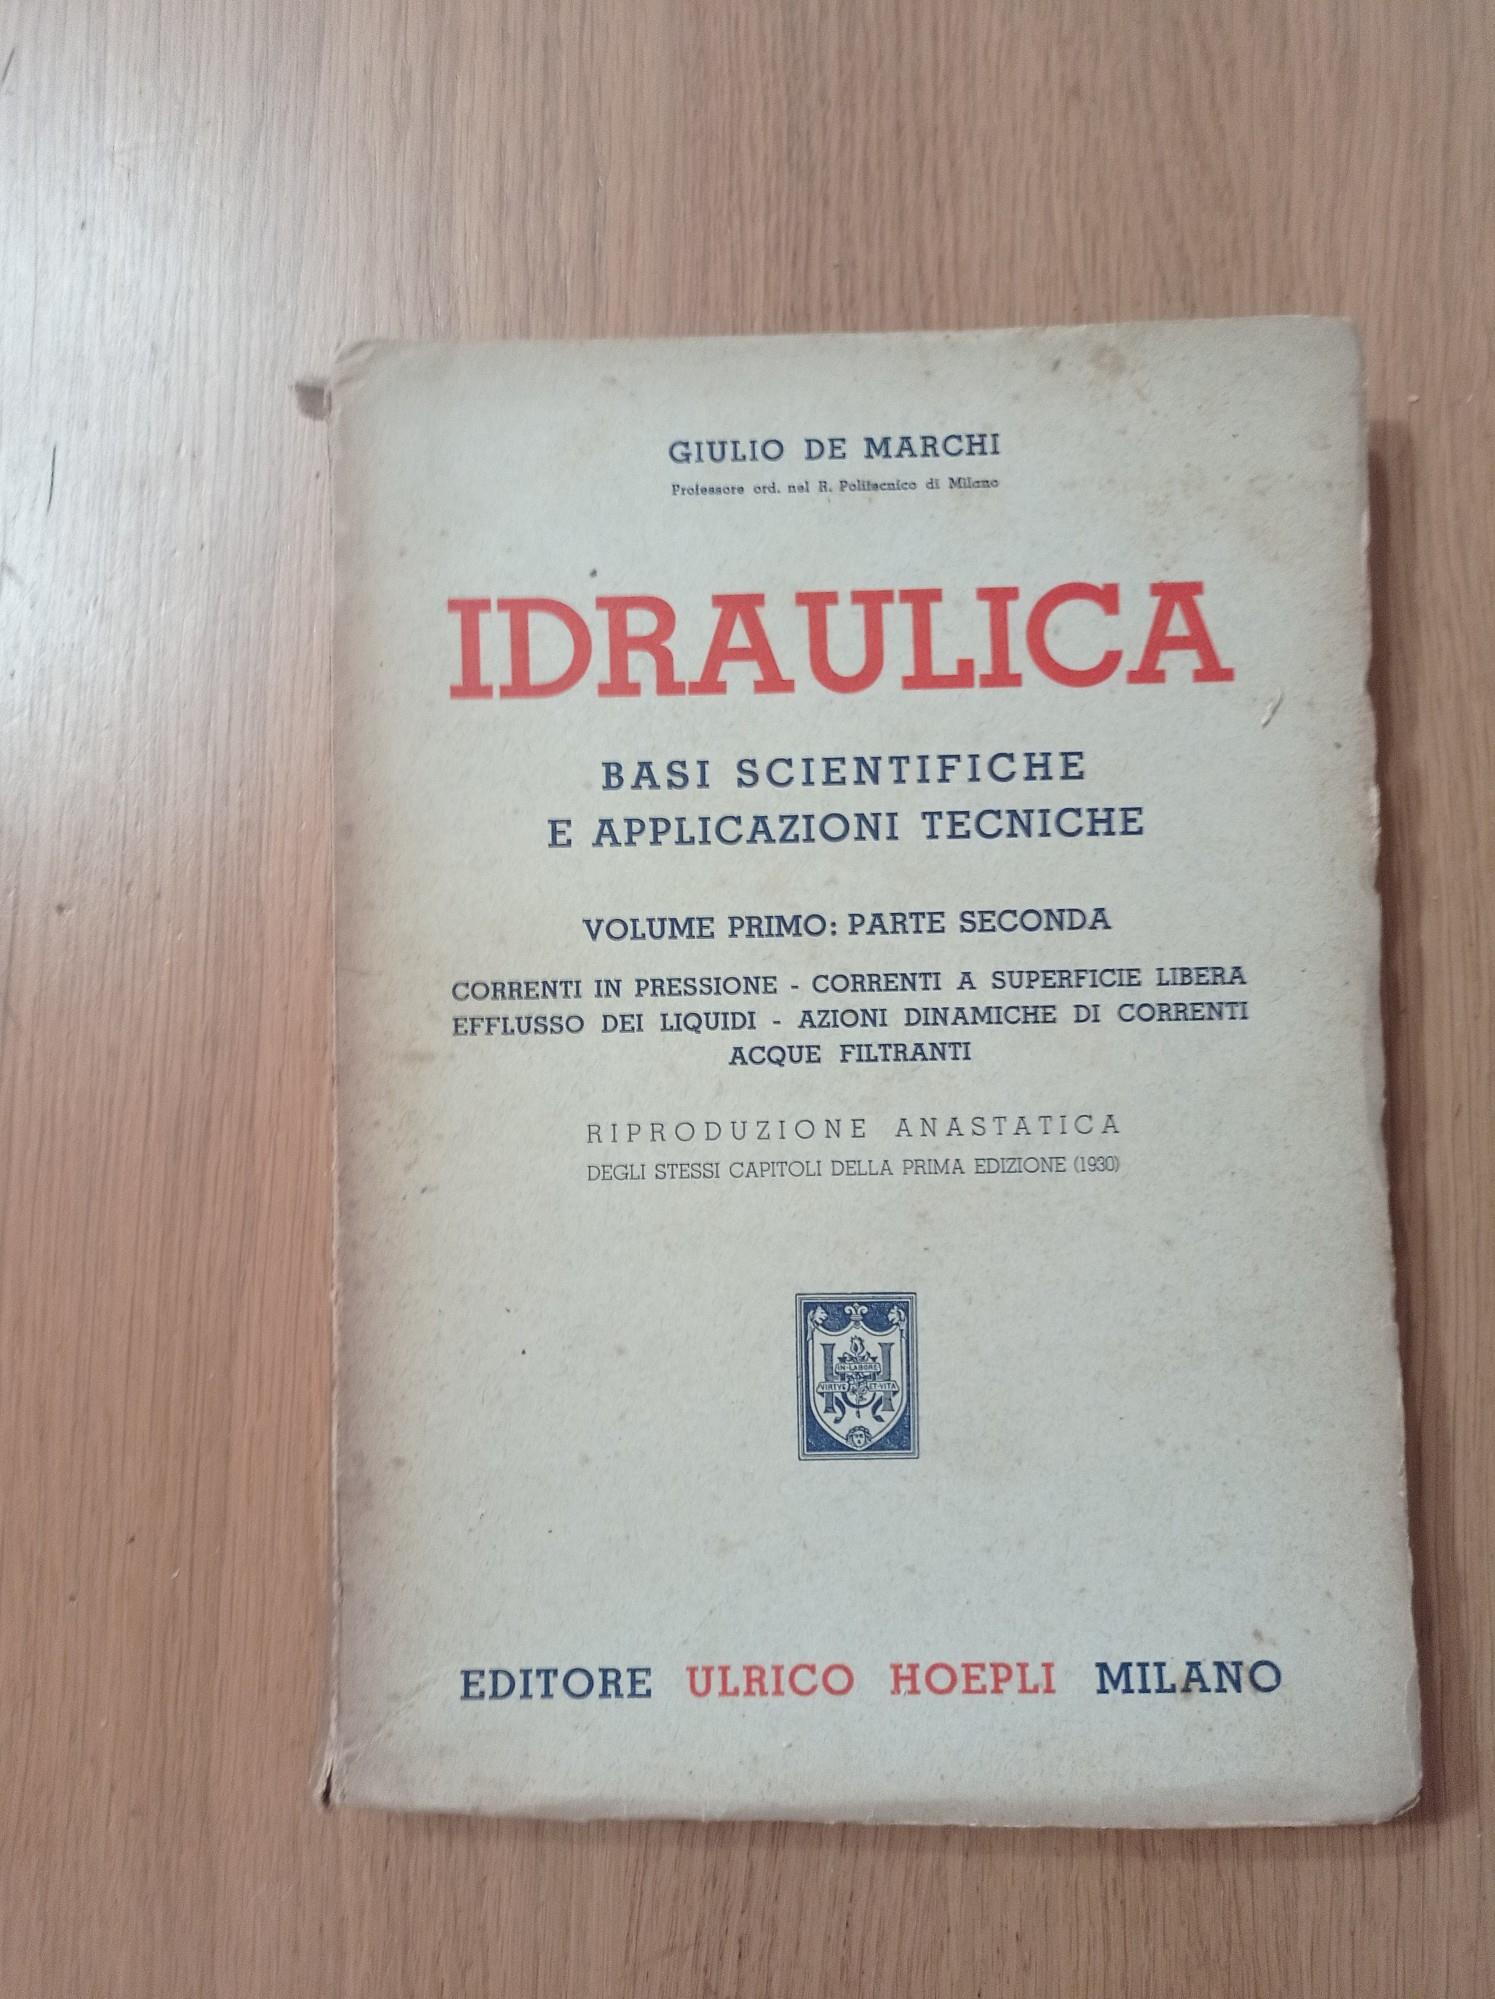 GIULIO DE MARCHI
Professore ord. nel R. Politecnico di Milano
IDRAULICA
BASI SCIENTIFICHE
E APPLICAZIONI TECNICHE
VOLUME PRIMO: PARTE SECONDA
CORRENTI IN PRESSIONE - CORRENTI A SUPERFICIE LIBERA
EFFLUSSO DEI LIQUIDI - AZIONI DINAMICHE DI CORRENTI
ACQUE FILTRANTI
RIPRODUZIONE ANASTATICA
DEGLI STESSI CAPITOLI DELLA PRIMA EDIZIONE (1930)
H
IN·LABORE
VIRTVS ET·VITA
EDITORE ULRICO HOEPLI MILANO